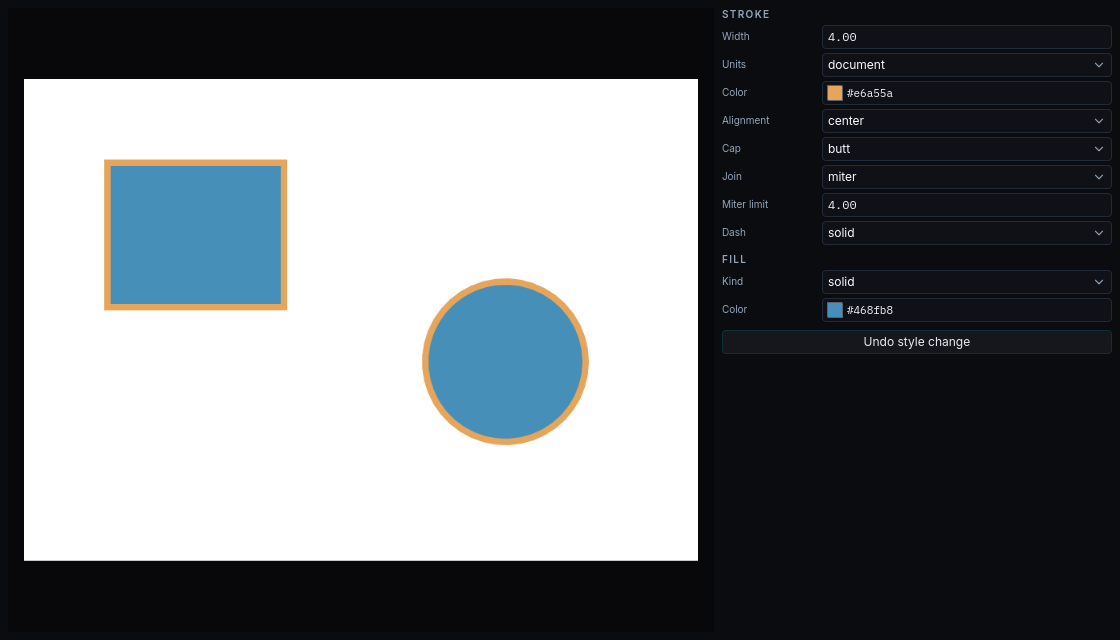 STROKE
Width 4.00
Units document
Color #e6a55a
Alignment center
Cap butt
Join miter
Miter limit 4.00
Dash solid
FILL
Kind solid
Color #468fb8
Undo style change